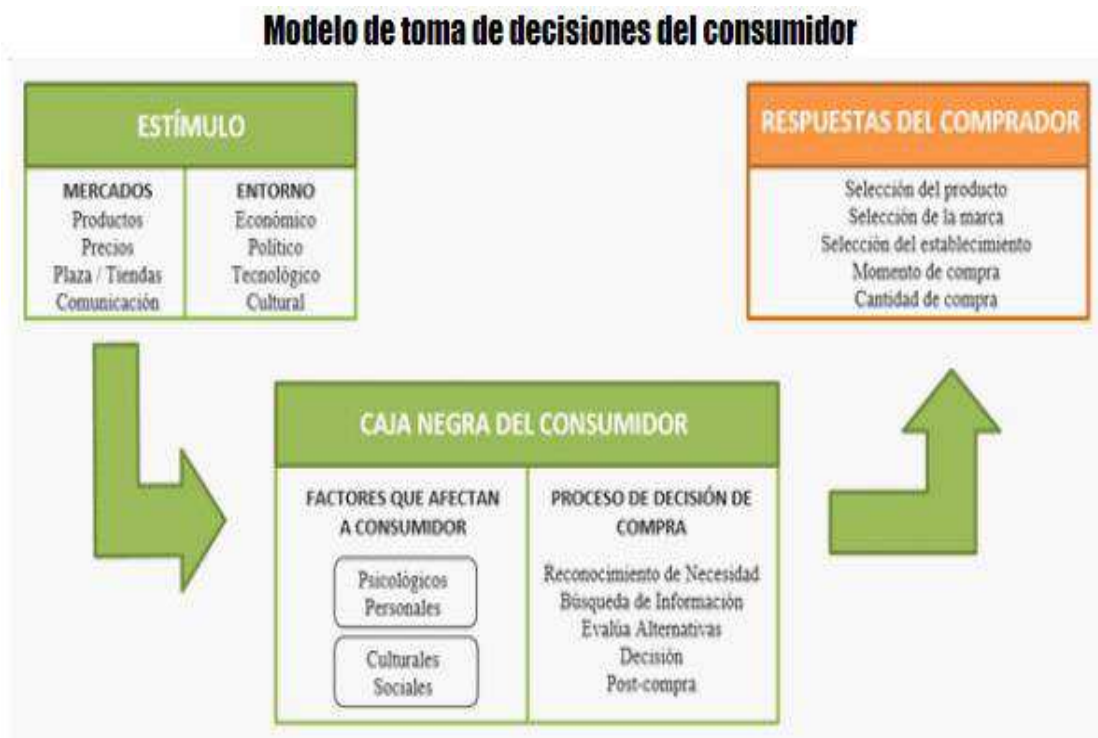 Modelo de toma de decisiones del consumidor
ESTÍMULO
MERCADOS
Productos
Precios
Plaza / Tiendas
Comunicación
ENTORNO
Económico
Político
Tecnológico
Cultural
RESPUESTAS DEL COMPRADOR
Selección del producto
Selección de la marca
Selección del establecimiento
Momento de compra
Cantidad de compra
CAJA NEGRA DEL CONSUMIDOR
FACTORES QUE AFECTAN
A CONSUMIDOR
Psicológicos
Personales
Culturales
Sociales
PROCESO DE DECISIÓN DE
COMPRA
Reconocimiento de Necesidad
Búsqueda de Información
Evalúa Alternativas
Decisión
Post-compra